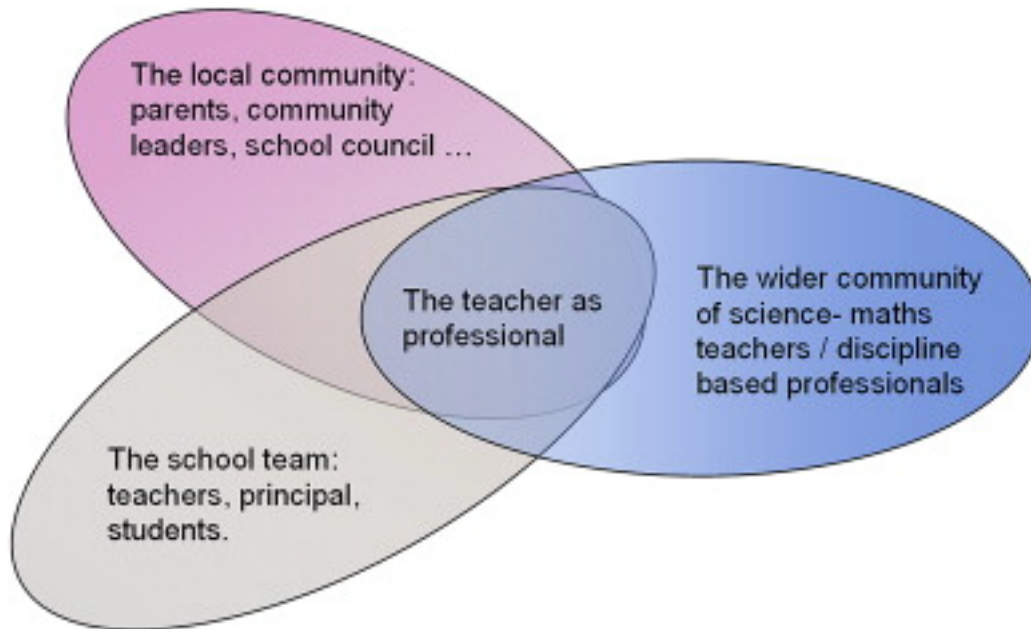 The local community:
parents, community
leaders, school council ...
The teacher as
professional
The wider community
of science- maths
teachers / discipline
based professionals
The school team:
teachers, principal,
students.